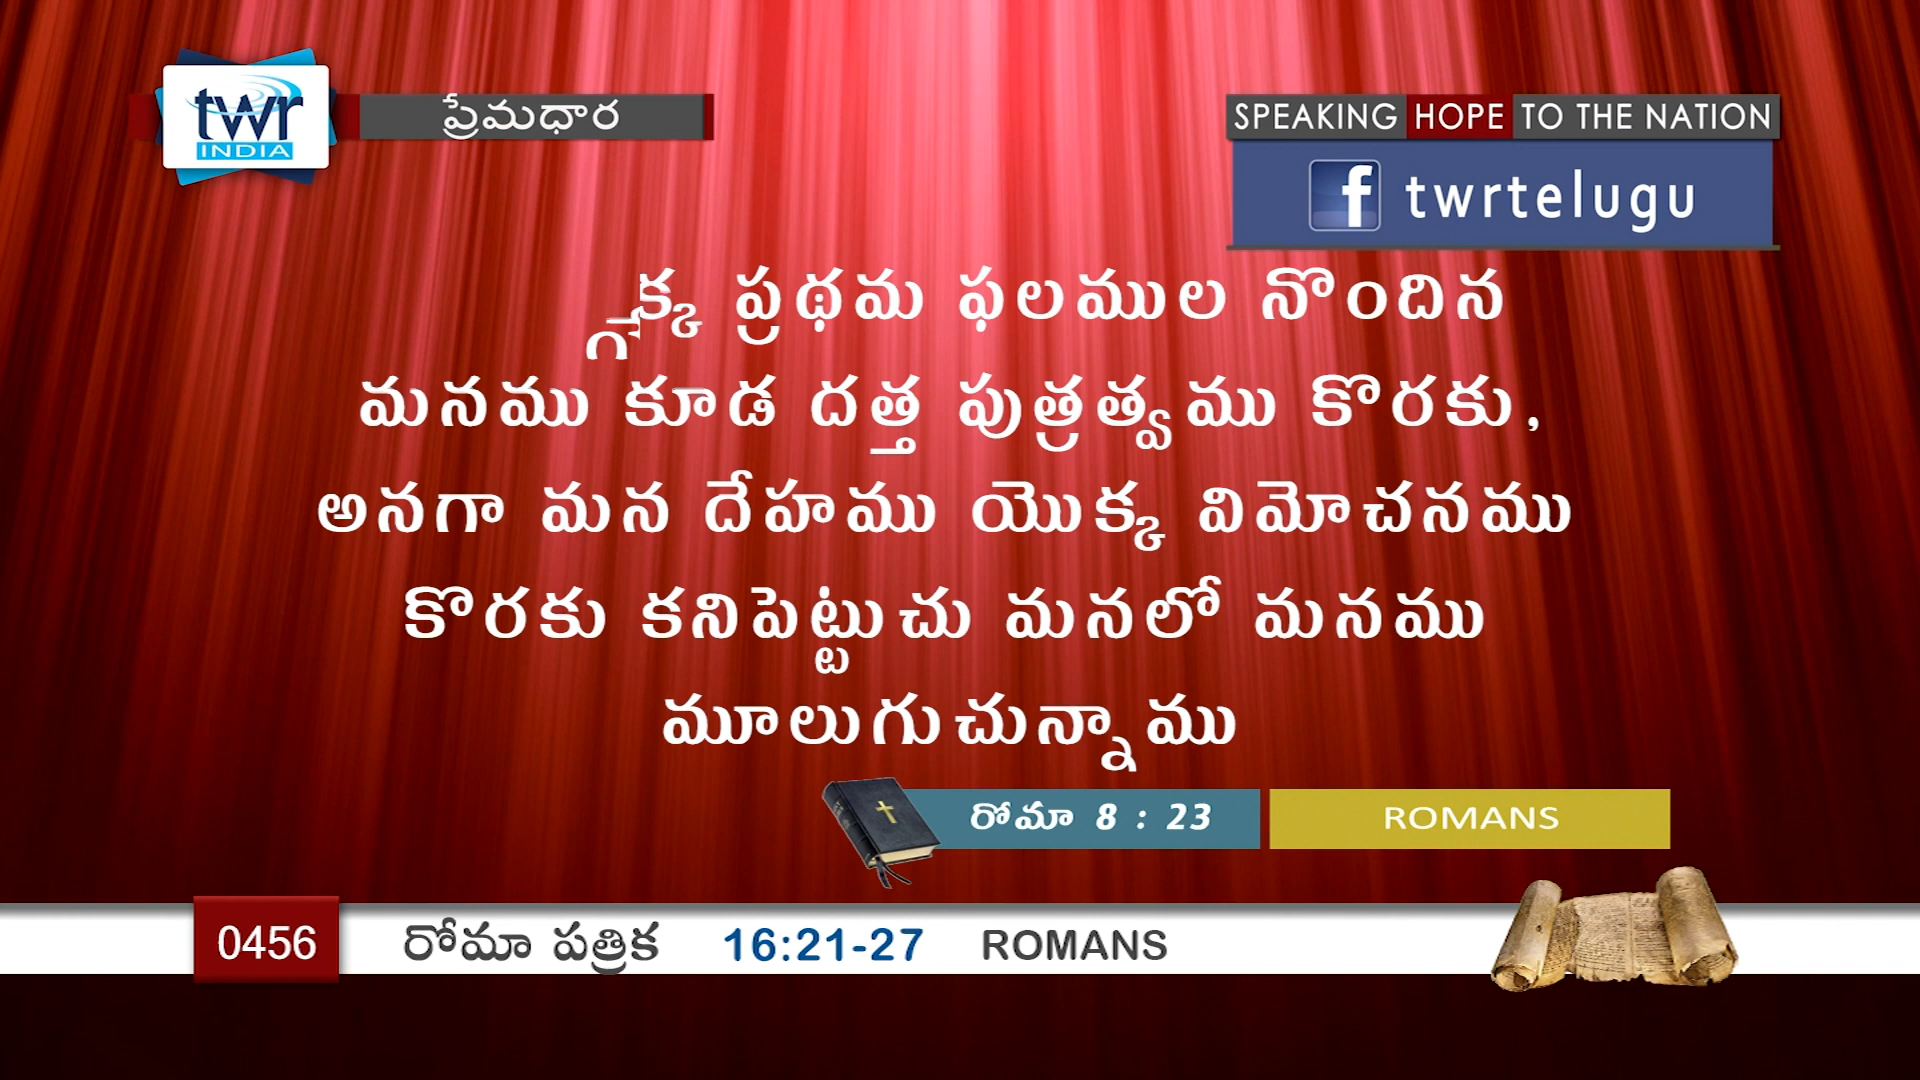 twr
INDIA
ప్రేమధార
SPEAKING HOPE TO THE NATION
f twrtelugu
ప్రథమ ఫలముల నొందిన
మనము కూడ దత్త పుత్రత్వము కొరకు,
అనగా మన దేహము యొక్క విమోచనము
కొరకు కనిపెట్టుచు మనలో మనము
మూలుగుచున్నాము
రోమా 8 : 23
ROMANS
0456 రోమా పత్రిక 16:21-27 ROMANS